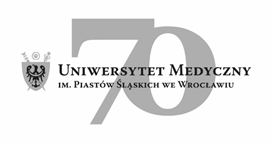 70
UNIWERSYTET MEDYCZNY
IM. PIASTÓW ŚLĄSKICH WE WROCŁAWIU